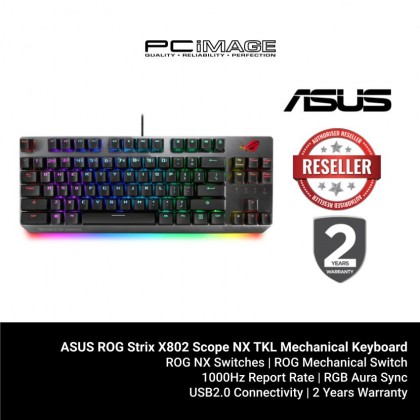 PC iMAGE
QUALITY • RELIABILITY • PERFECTION
ASUS
AUTHORISED RESELLER
RESELLER
AUTHORISED RESELLER
2
YEARS
WARRANTY
ASUS ROG Strix X802 Scope NX TKL Mechanical Keyboard
ROG NX Switches | ROG Mechanical Switch
1000Hz Report Rate | RGB Aura Sync
USB2.0 Connectivity | 2 Years Warranty